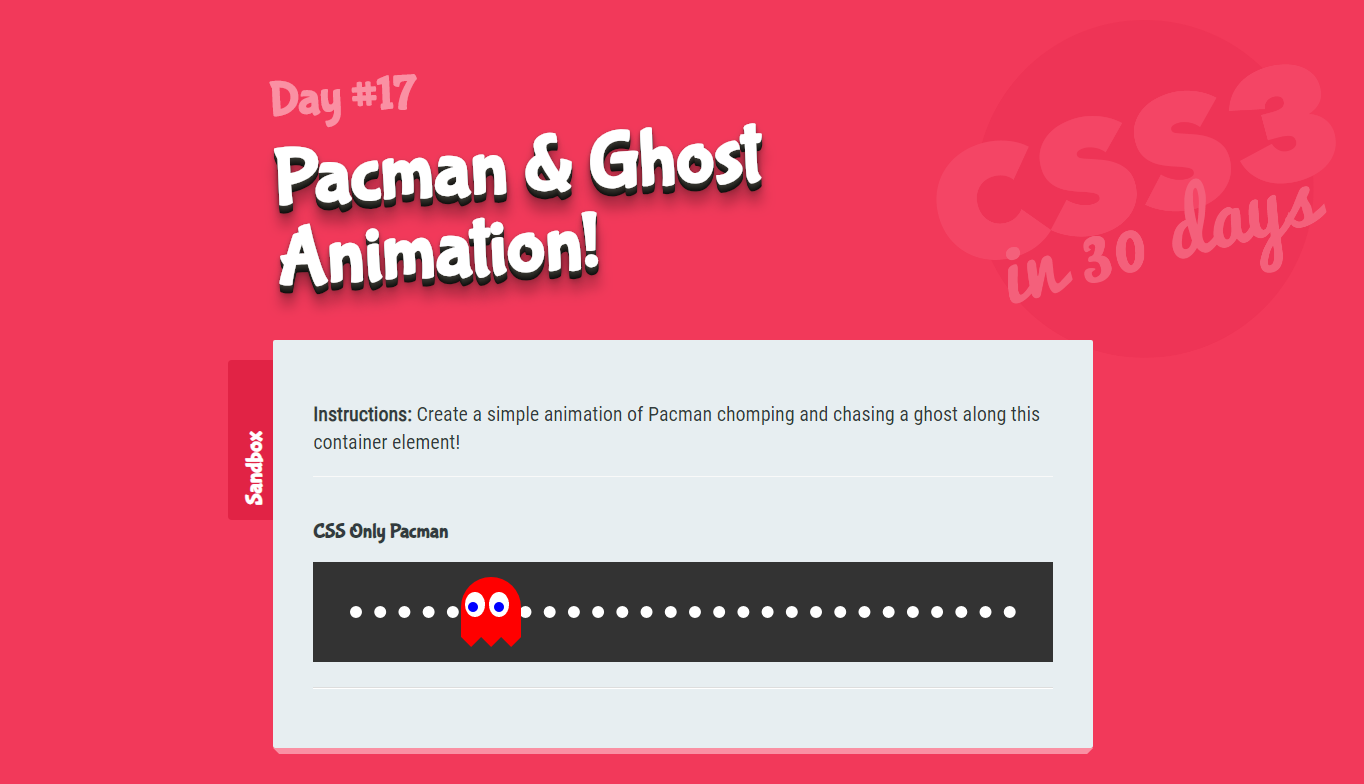 Day #17
Pacman & Ghost
Animation!
CSS3
in 30 days
Sandbox
Instructions: Create a simple animation of Pacman chomping and chasing a ghost along this
container element!
CSS Only Pacman